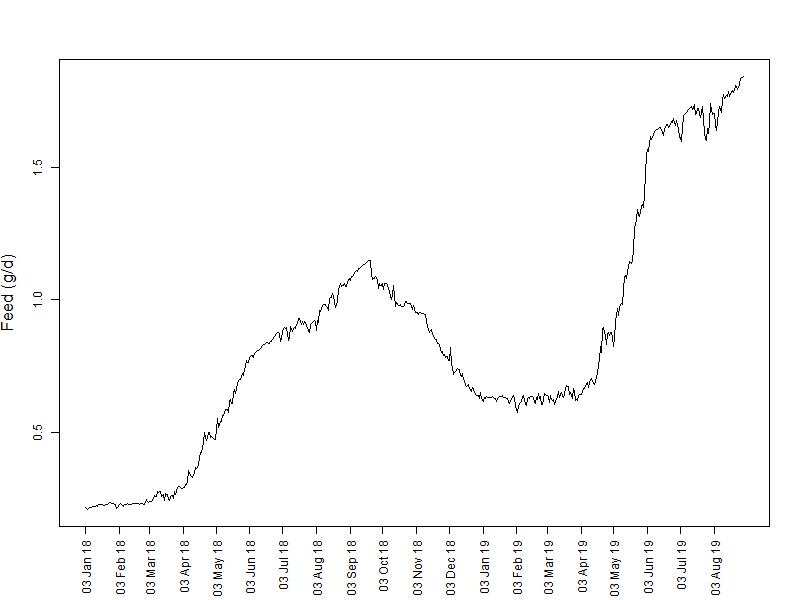 Feed (g/d)
1.5
1.0
0.5
03 Jan 18
03 Feb 18
03 Mar 18
03 Apr 18
03 May 18
03 Jun 18
03 Jul 18
03 Aug 18
03 Sep 18
03 Oct 18
03 Nov 18
03 Dec 18
03 Jan 19
03 Feb 19
03 Mar 19
03 Apr 19
03 May 19
03 Jun 19
03 Jul 19
03 Aug 19